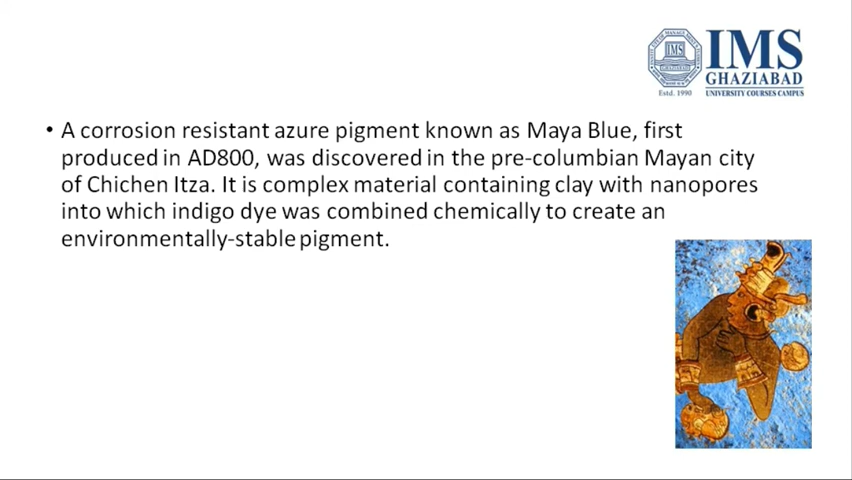 IMS
IMS
GHAZIABAD
Estd. 1990
UNIVERSITY COURSES CAMPUS
• A corrosion resistant azure pigment known as Maya Blue, first
produced in AD800, was discovered in the pre-columbian Mayan city
of Chichen Itza. It is complex material containing clay with nanopores
into which indigo dye was combined chemically to create an
environmentally-stable pigment.